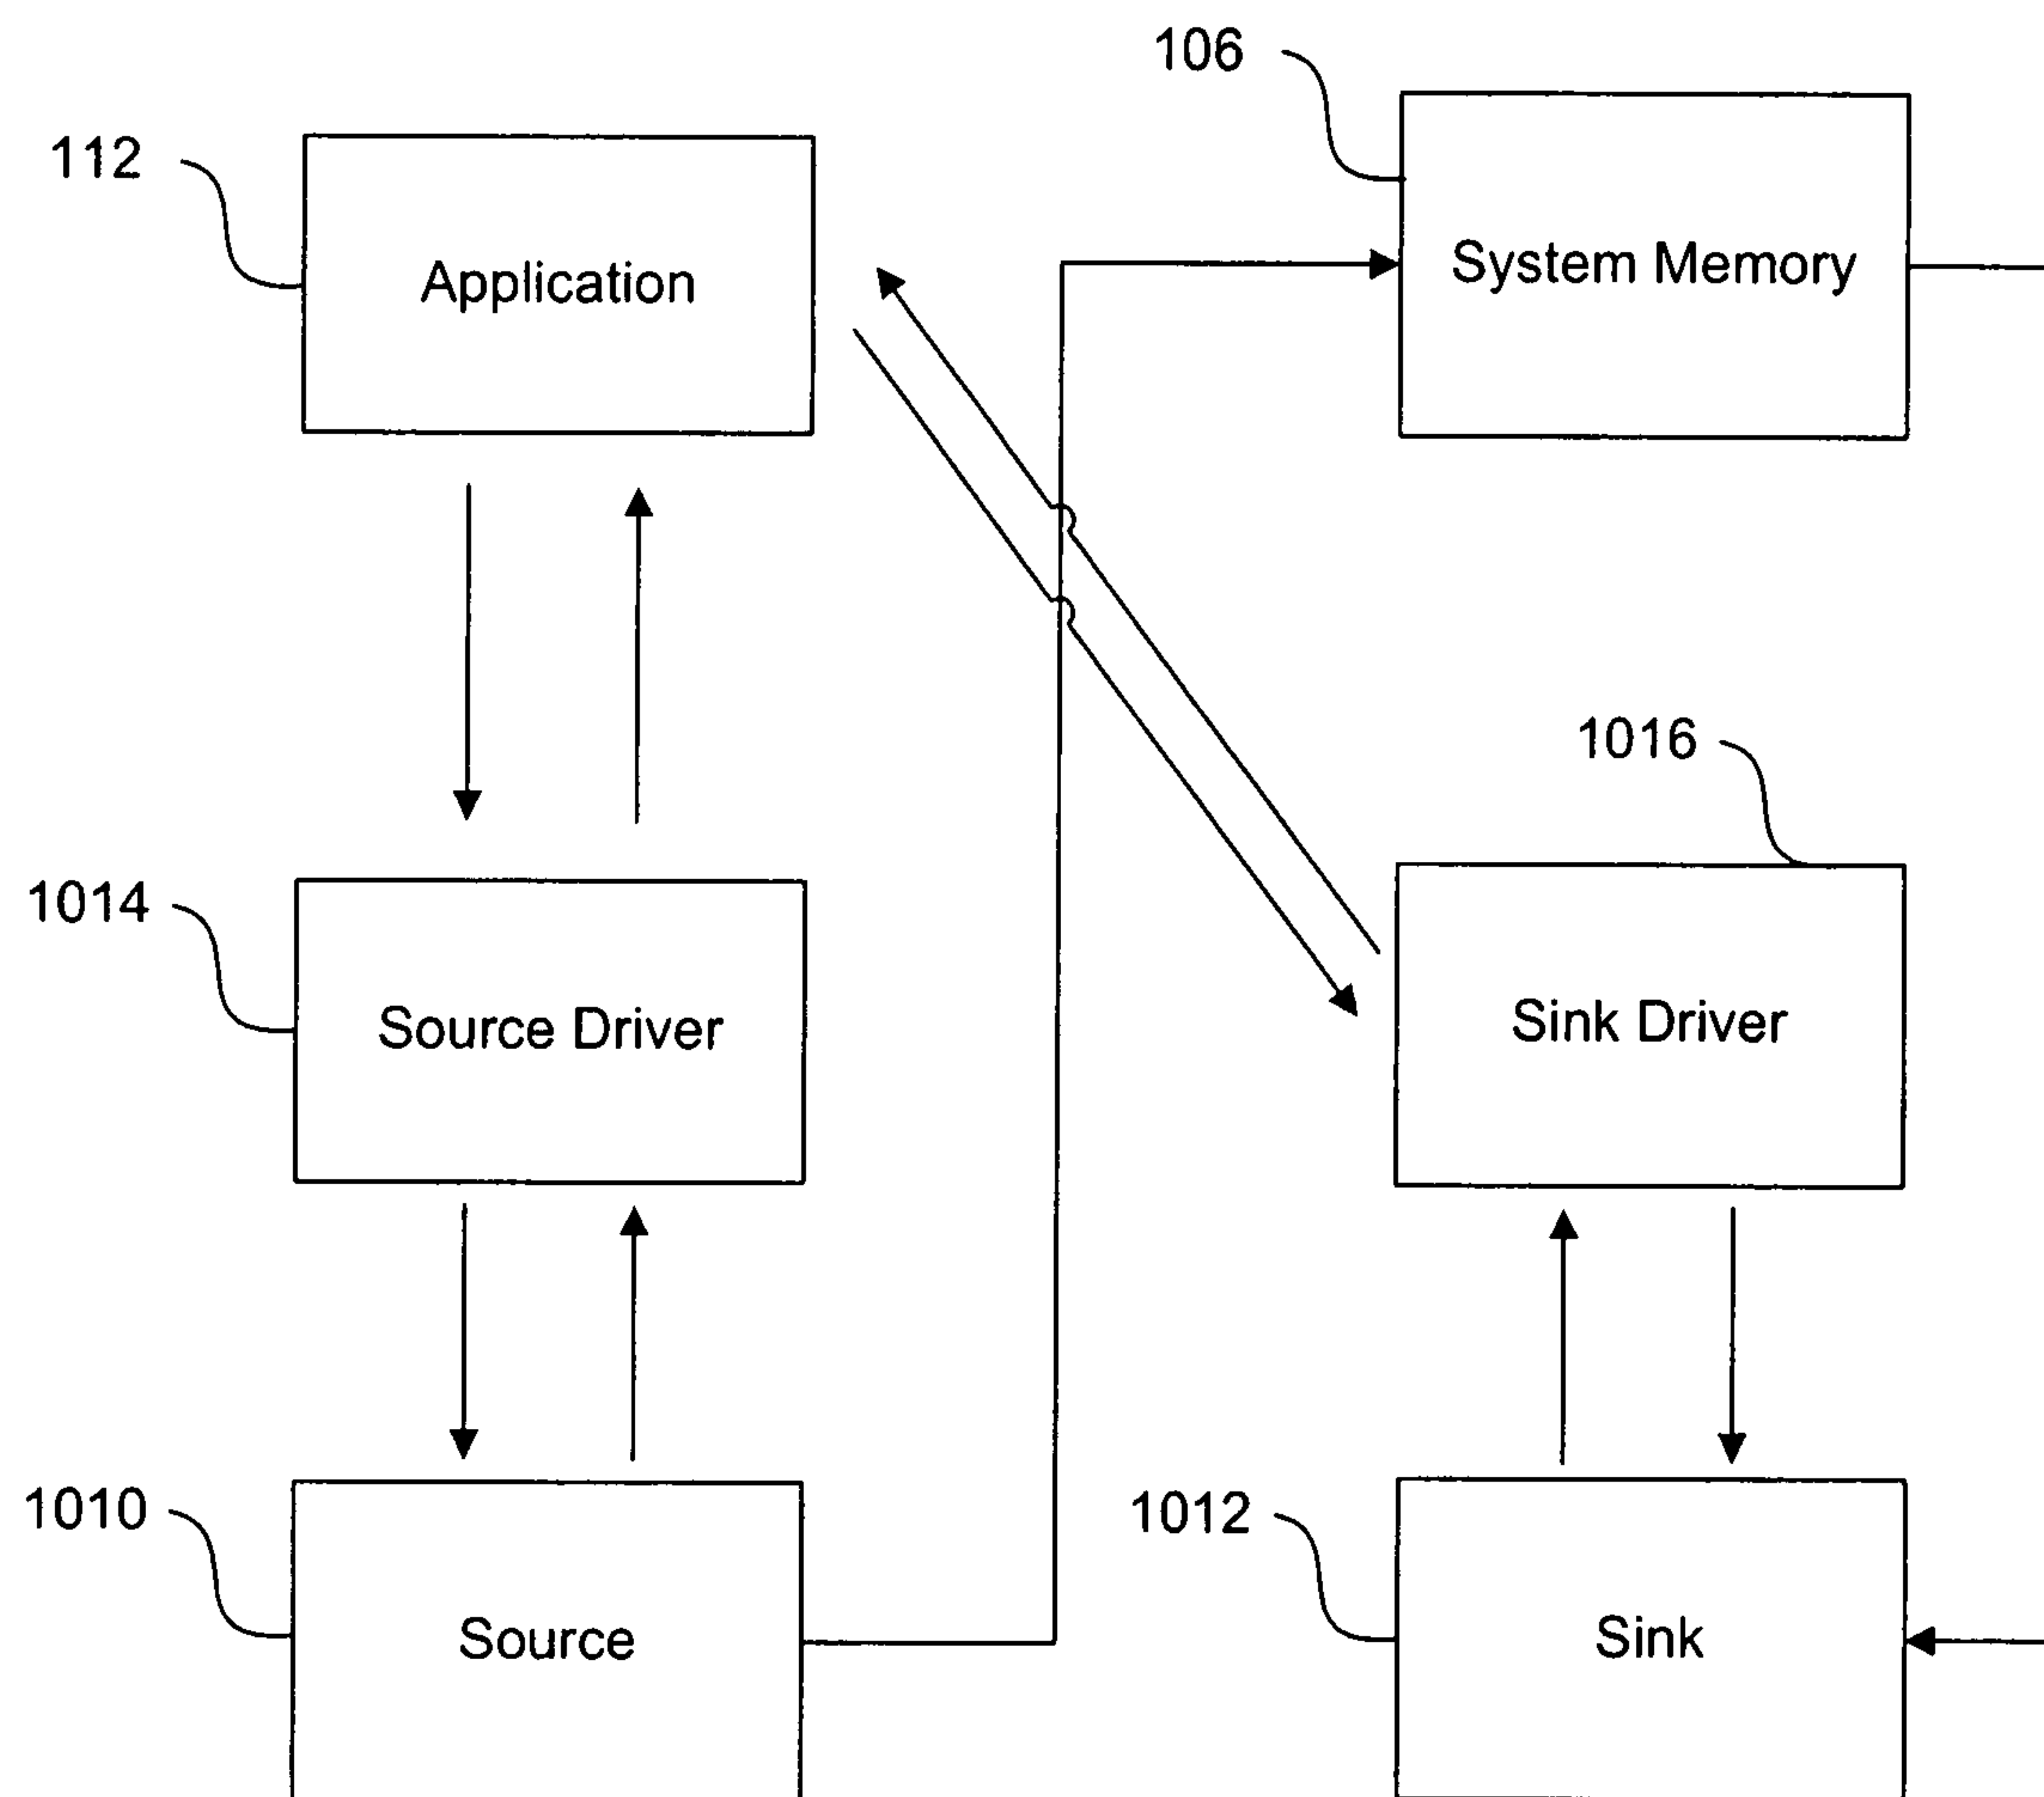 106
112
Application
System Memory
1016
1014
Source Driver
Sink Driver
1010
1012
Source
Sink